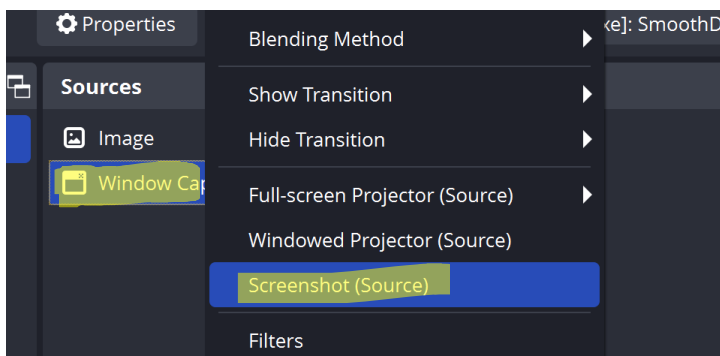 Properties
xe]: SmoothD
Sources
Image
Window Cap
Blending Method
Show Transition
Hide Transition
Full-screen Projector (Source)
Windowed Projector (Source)
Screenshot (Source)
Filters